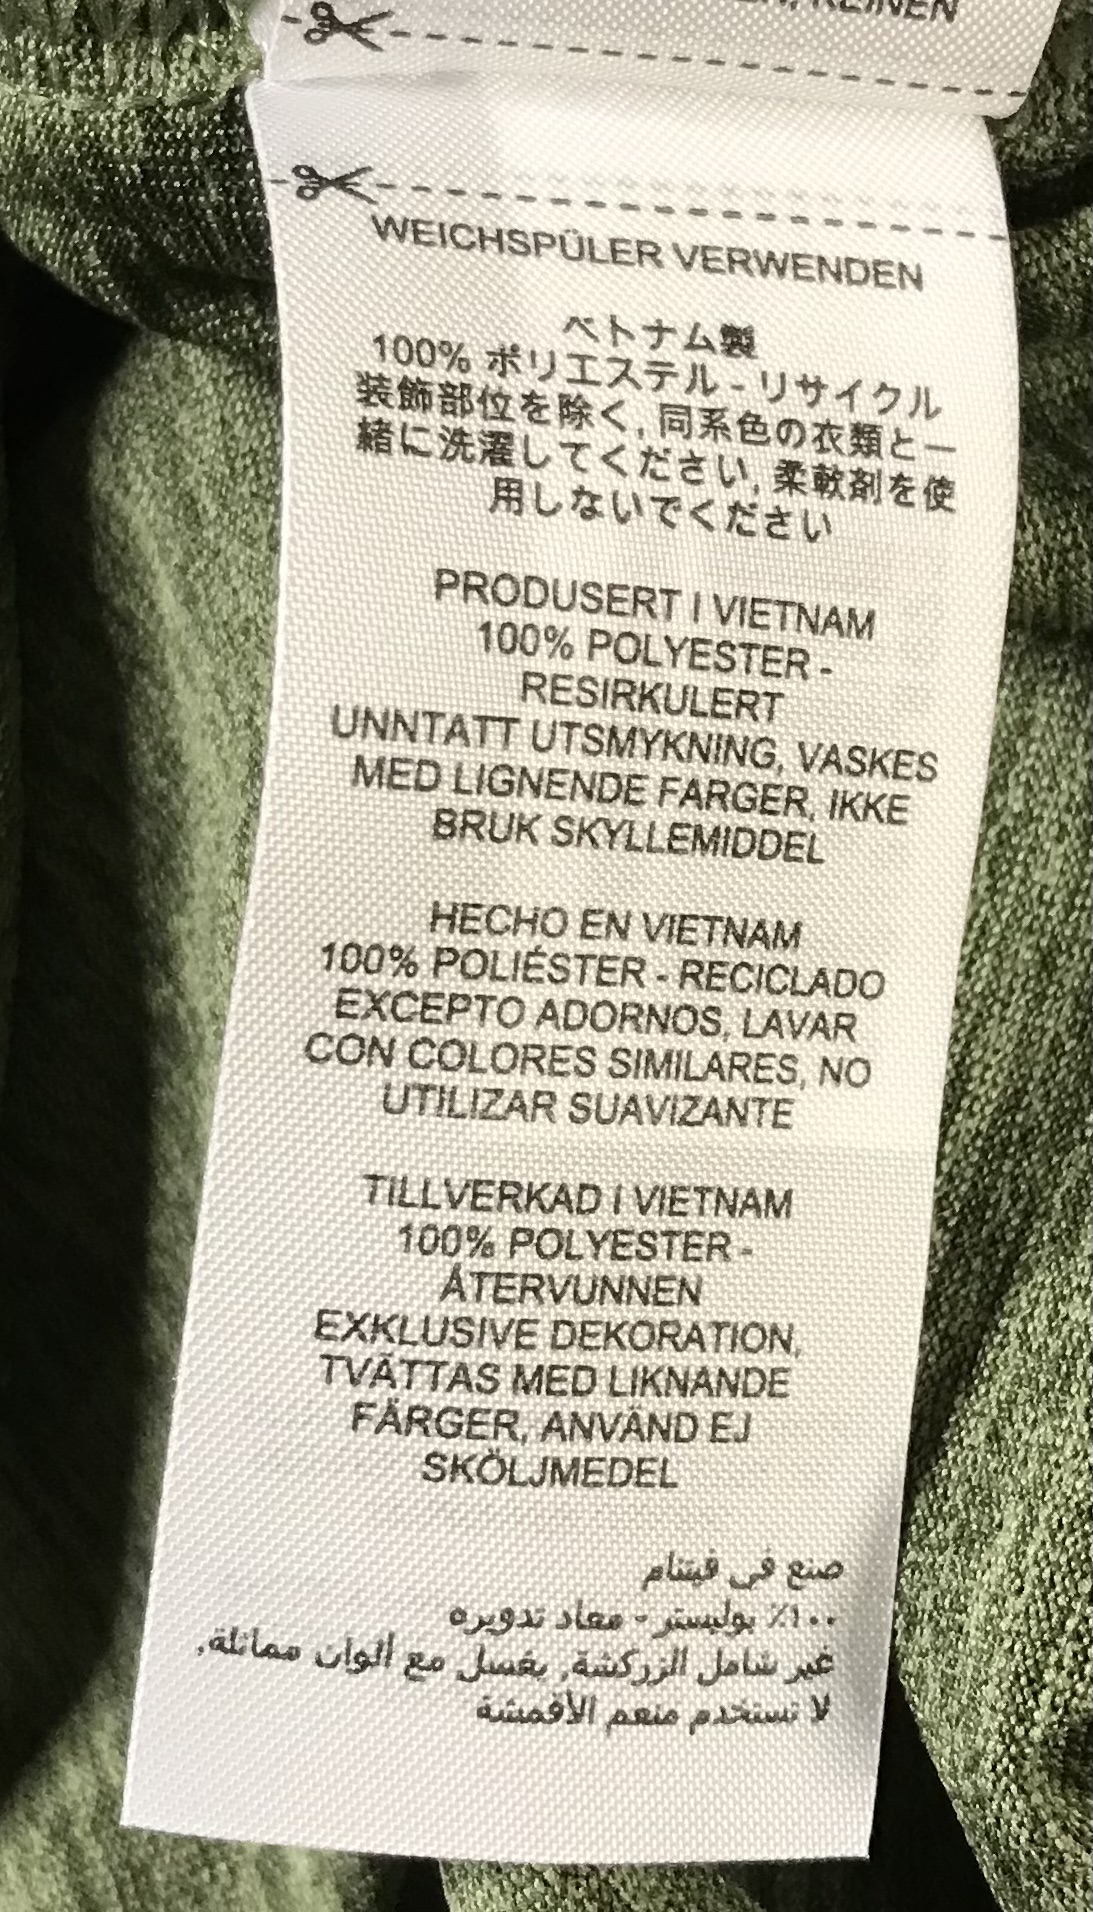 REINEN
WEICHSPÜLER VERWENDEN
ベトナム製
100% ポリエステル - リサイクル
装飾部位を除く, 同系色の衣類と一
緒に洗濯してください, 柔軟剤を使
用しないでください
PRODUSERT I VIETNAM
100% POLYESTER -
RESIRKULERT
UNNTATT UTSMYKNING, VASKES
MED LIGNENDE FARGER, IKKE
BRUK SKYLLEMIDDEL
HECHO EN VIETNAM
100% POLIÉSTER - RECICLADO
EXCEPTO ADORNOS, LAVAR
CON COLORES SIMILARES, NO
UTILIZAR SUAVIZANTE
TILLVERKAD I VIETNAM
100% POLYESTER -
ÅTERVUNNEN
EXKLUSIVE DEKORATION,
TVÄTTAS MED LIKNANDE
FÄRGER, ANVÄND EJ
SKÖLJMEDEL
صنع في فيتنام
١٠٠٪ بوليستر - معاد تدويره
غير شامل الزركشة, يغسل مع ألوان مماثلة,
لا تستخدم منعم الأقمشة